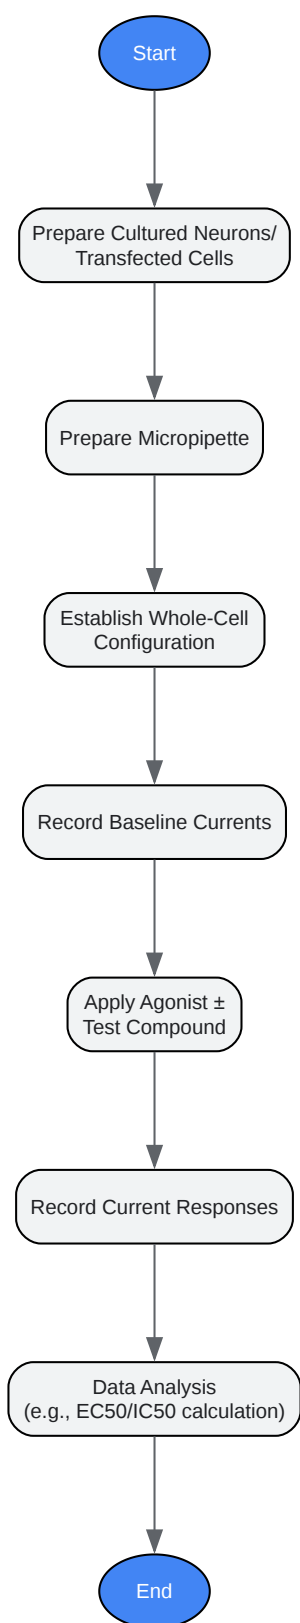 Start
Prepare Cultured Neurons/
Transfected Cells
Prepare Micropipette
Establish Whole-Cell
Configuration
Record Baseline Currents
Apply Agonist ±
Test Compound
Record Current Responses
Data Analysis
(e.g., EC50/IC50 calculation)
End